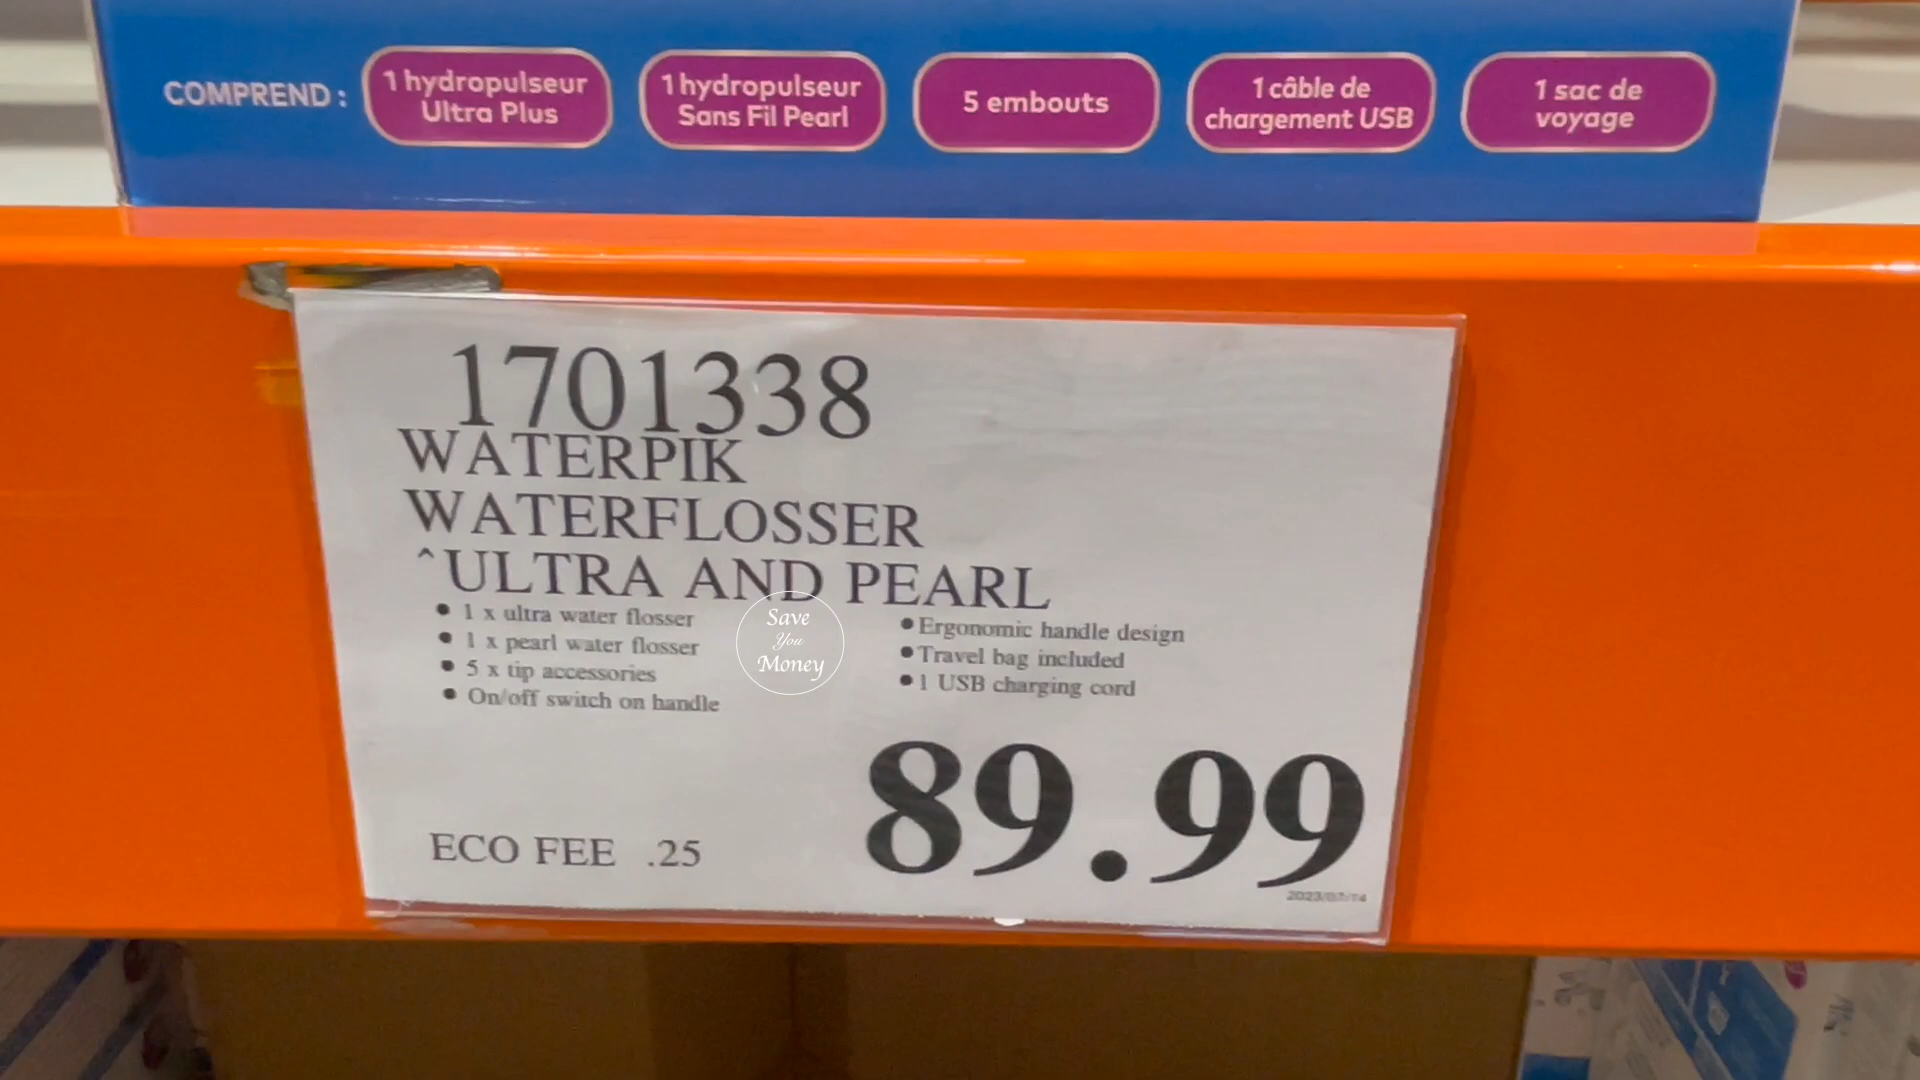 COMPREND :
1 hydropulseur
Ultra Plus
1 hydropulseur
Sans Fil Pearl
5 embouts
1 câble de
chargement USB
1 sac de
voyage
1701338
WATERPIK
WATERFLOSSER
^ULTRA AND PEARL
• 1 x ultra water flosser
• 1 x pearl water flosser
• 5 x tip accessories
• On/off switch on handle
• Ergonomic handle design
• Travel bag included
• 1 USB charging cord
Save
You
Money
89.99
ECO FEE .25
2023/07/14